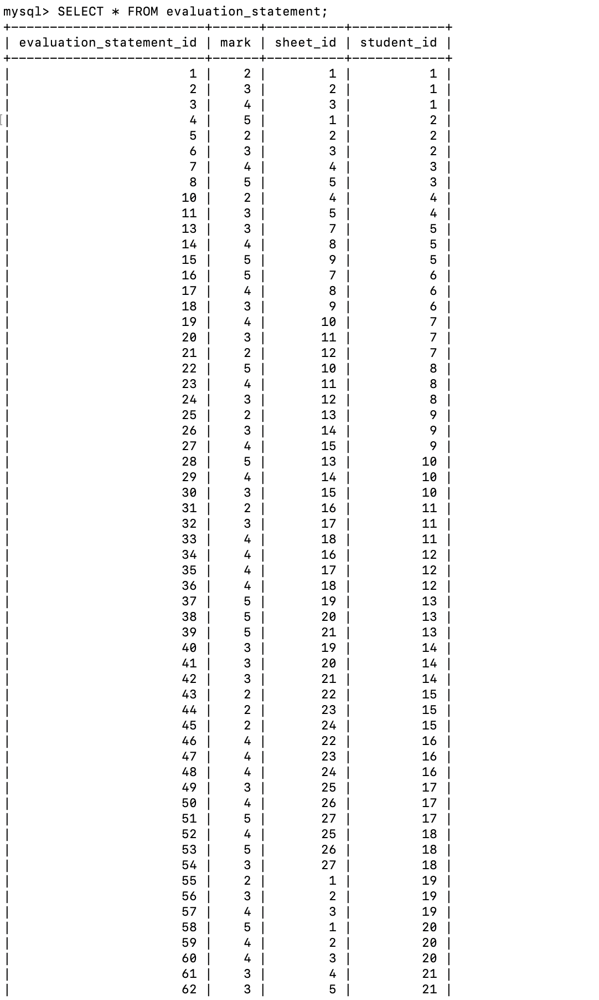 mysql> SELECT * FROM evaluation_statement;
+-------------------------+------+----------+------------+
| evaluation_statement_id | mark | sheet_id | student_id |
+-------------------------+------+----------+------------+
|                       1 |    2 |        1 |          1 |
|                       2 |    3 |        2 |          1 |
|                       3 |    4 |        3 |          1 |
[|                       4 |    5 |        1 |          2 |
|                       5 |    2 |        2 |          2 |
|                       6 |    3 |        3 |          2 |
|                       7 |    4 |        4 |          3 |
|                       8 |    5 |        5 |          3 |
|                      10 |    2 |        4 |          4 |
|                      11 |    3 |        5 |          4 |
|                      13 |    3 |        7 |          5 |
|                      14 |    4 |        8 |          5 |
|                      15 |    5 |        9 |          5 |
|                      16 |    5 |        7 |          6 |
|                      17 |    4 |        8 |          6 |
|                      18 |    3 |        9 |          6 |
|                      19 |    4 |       10 |          7 |
|                      20 |    3 |       11 |          7 |
|                      21 |    2 |       12 |          7 |
|                      22 |    5 |       10 |          8 |
|                      23 |    4 |       11 |          8 |
|                      24 |    3 |       12 |          8 |
|                      25 |    2 |       13 |          9 |
|                      26 |    3 |       14 |          9 |
|                      27 |    4 |       15 |          9 |
|                      28 |    5 |       13 |         10 |
|                      29 |    4 |       14 |         10 |
|                      30 |    3 |       15 |         10 |
|                      31 |    2 |       16 |         11 |
|                      32 |    3 |       17 |         11 |
|                      33 |    4 |       18 |         11 |
|                      34 |    4 |       16 |         12 |
|                      35 |    4 |       17 |         12 |
|                      36 |    4 |       18 |         12 |
|                      37 |    5 |       19 |         13 |
|                      38 |    5 |       20 |         13 |
|                      39 |    5 |       21 |         13 |
|                      40 |    3 |       19 |         14 |
|                      41 |    3 |       20 |         14 |
|                      42 |    3 |       21 |         14 |
|                      43 |    2 |       22 |         15 |
|                      44 |    2 |       23 |         15 |
|                      45 |    2 |       24 |         15 |
|                      46 |    4 |       22 |         16 |
|                      47 |    4 |       23 |         16 |
|                      48 |    4 |       24 |         16 |
|                      49 |    3 |       25 |         17 |
|                      50 |    4 |       26 |         17 |
|                      51 |    5 |       27 |         17 |
|                      52 |    4 |       25 |         18 |
|                      53 |    5 |       26 |         18 |
|                      54 |    3 |       27 |         18 |
|                      55 |    2 |        1 |         19 |
|                      56 |    3 |        2 |         19 |
|                      57 |    4 |        3 |         19 |
|                      58 |    5 |        1 |         20 |
|                      59 |    4 |        2 |         20 |
|                      60 |    4 |        3 |         20 |
|                      61 |    3 |        4 |         21 |
|                      62 |    3 |        5 |         21 |